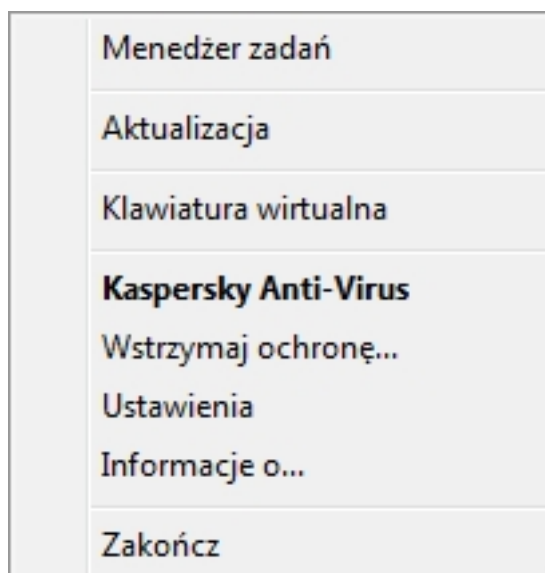 Menedżer zadań
Aktualizacja
Klawiatura wirtualna
Kaspersky Anti-Virus
Wstrzymaj ochronę...
Ustawienia
Informacje o...
Zakończ